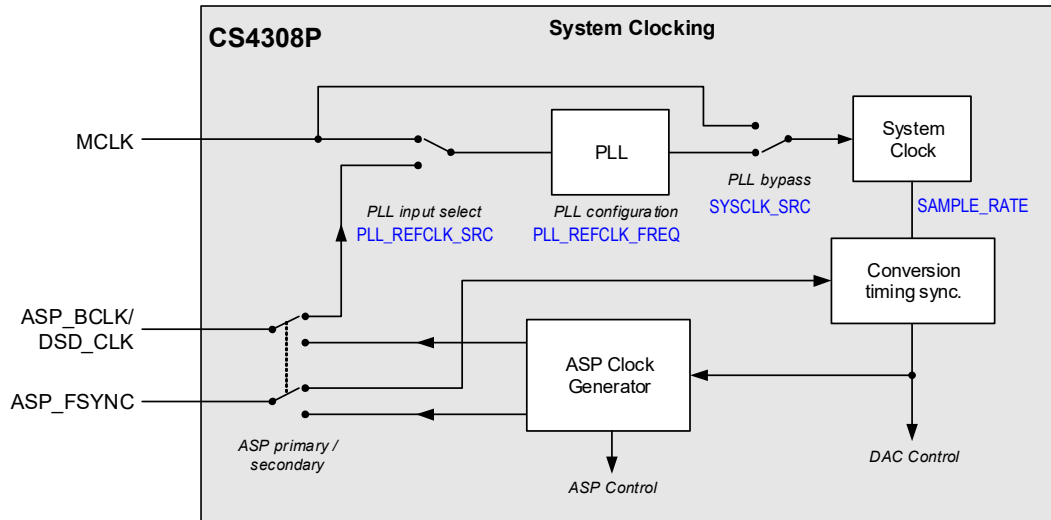 System Clocking
CS4308P
MCLK
PLL
System
Clock
PLL bypass
SYSCLK_SRC
PLL input select
PLL_REFCLK_SRC
PLL configuration
PLL_REFCLK_FREQ
SAMPLE_RATE
Conversion
timing sync.
ASP_BCLK/
DSD_CLK
ASP Clock
Generator
ASP_FSYNC
ASP primary /
secondary
DAC Control
ASP Control